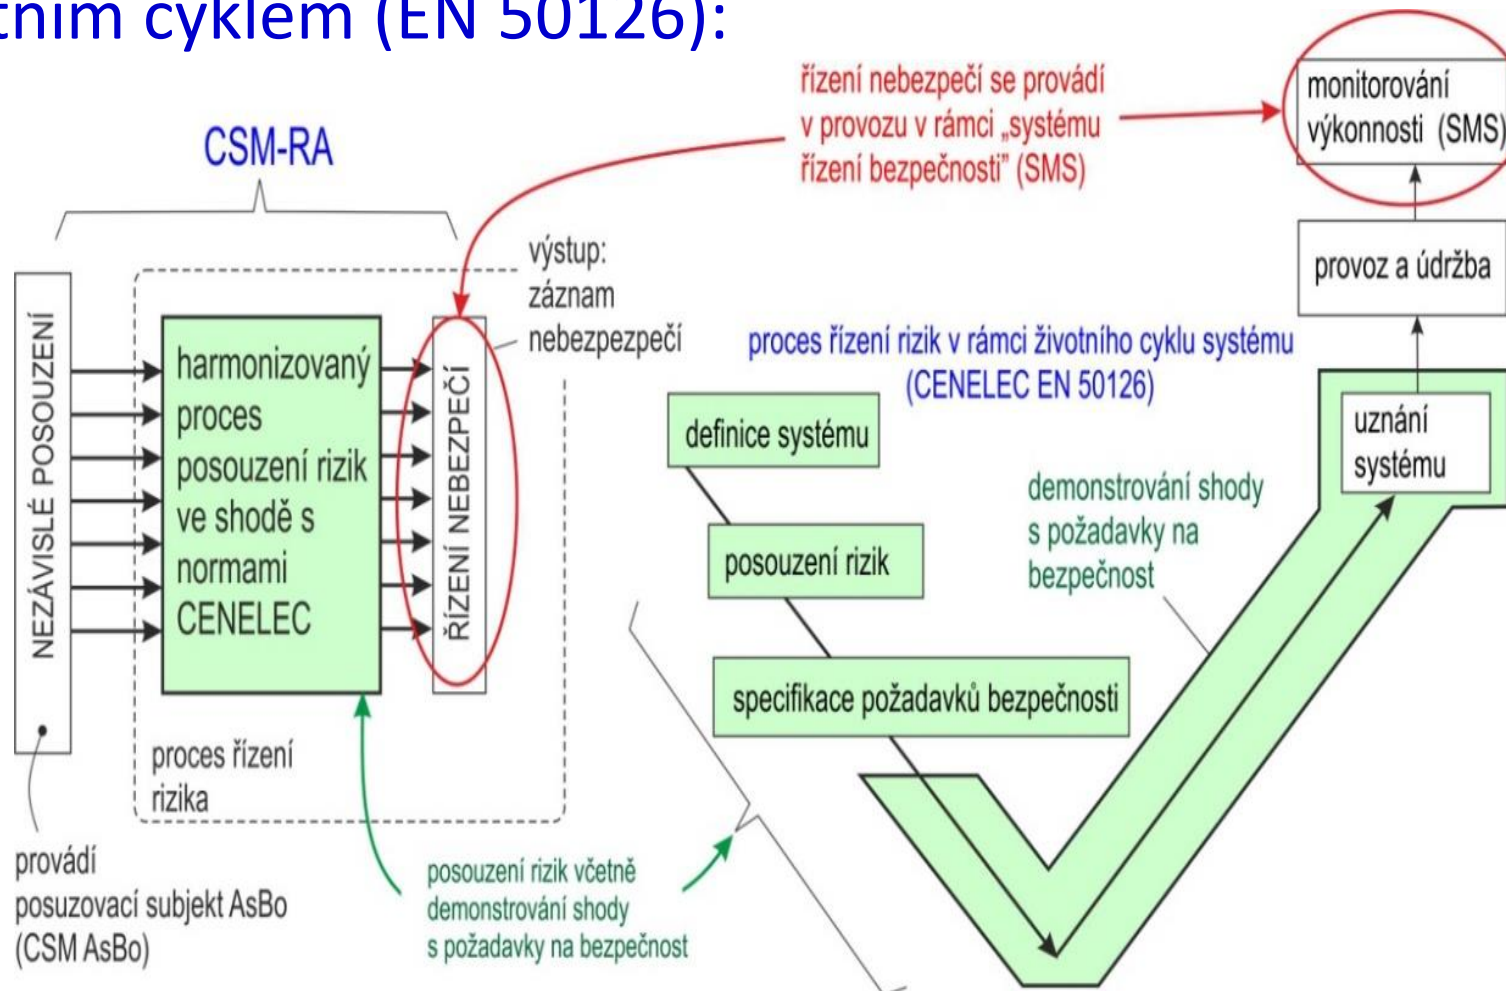 tním cyklem (EN 50126):
CSM-RA
řízení nebezpečí se provádí
v provozu v rámci „systému
řízení bezpečnosti” (SMS)
monitorování
výkonnosti (SMS)
provoz a údržba
výstup:
záznam
nebezpezpečí
NEZÁVISLÉ POSOUZENÍ
harmonizovaný
proces
posouzení rizik
ve shodě s
normami
CENELEC
ŘÍZENÍ NEBEZPEČÍ
proces řízení
rizika
provádí
posuzovací subjekt AsBo
(CSM AsBo)
posouzení rizik včetně
demonstrování shody
s požadavky na bezpečnost
proces řízení rizik v rámci životního cyklu systému
(CENELEC EN 50126)
definice systému
posouzení rizik
specifikace požadavků bezpečnosti
demonstrování shody
s požadavky na
bezpečnost
uznání
systému